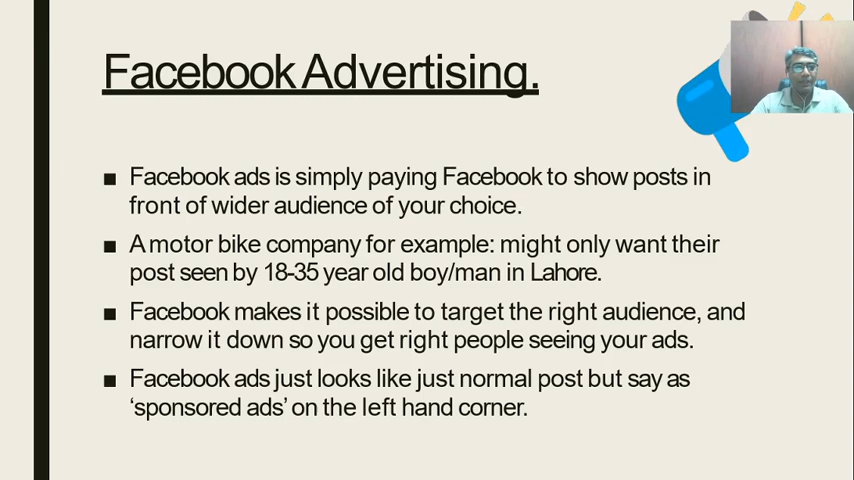 Facebook Advertising.
■ Facebook ads is simply paying Facebook to show posts in
front of wider audience of your choice.
■ A motor bike company for example: might only want their
post seen by 18-35 year old boy/man in Lahore.
■ Facebook makes it possible to target the right audience, and
narrow it down so you get right people seeing your ads.
■ Facebook ads just looks like just normal post but say as
‘sponsored ads’ on the left hand corner.